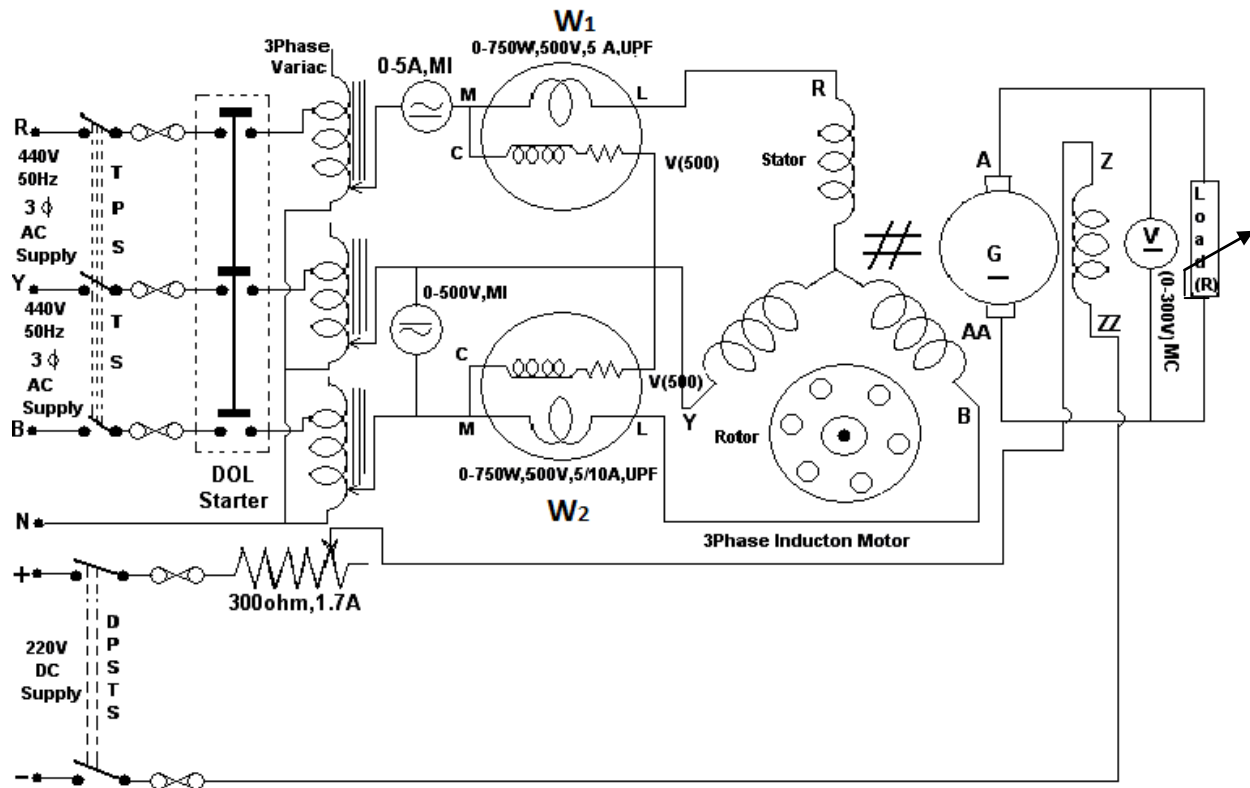 W1
0-750W,500V,5 A,UPF
3Phase
Variac
0-5A,MI
M
L
C
V(500)
R
440V
50Hz
3 ϕ
AC
Supply
Y
440V
50Hz
3 ϕ
AC
Supply
B
T
P
S
T
S
DOL
Starter
N
0-500V,MI
C
V(500)
M
L
0-750W,500V,5/10A,UPF
W2
R
Stator
Y
B
Rotor
3Phase Inducton Motor
A
G
AA
Z
ZZ
V
(0-300V) MC
L
o
a
d
(R)
+
300ohm,1.7A
220V
DC
Supply
D
P
S
T
S
-